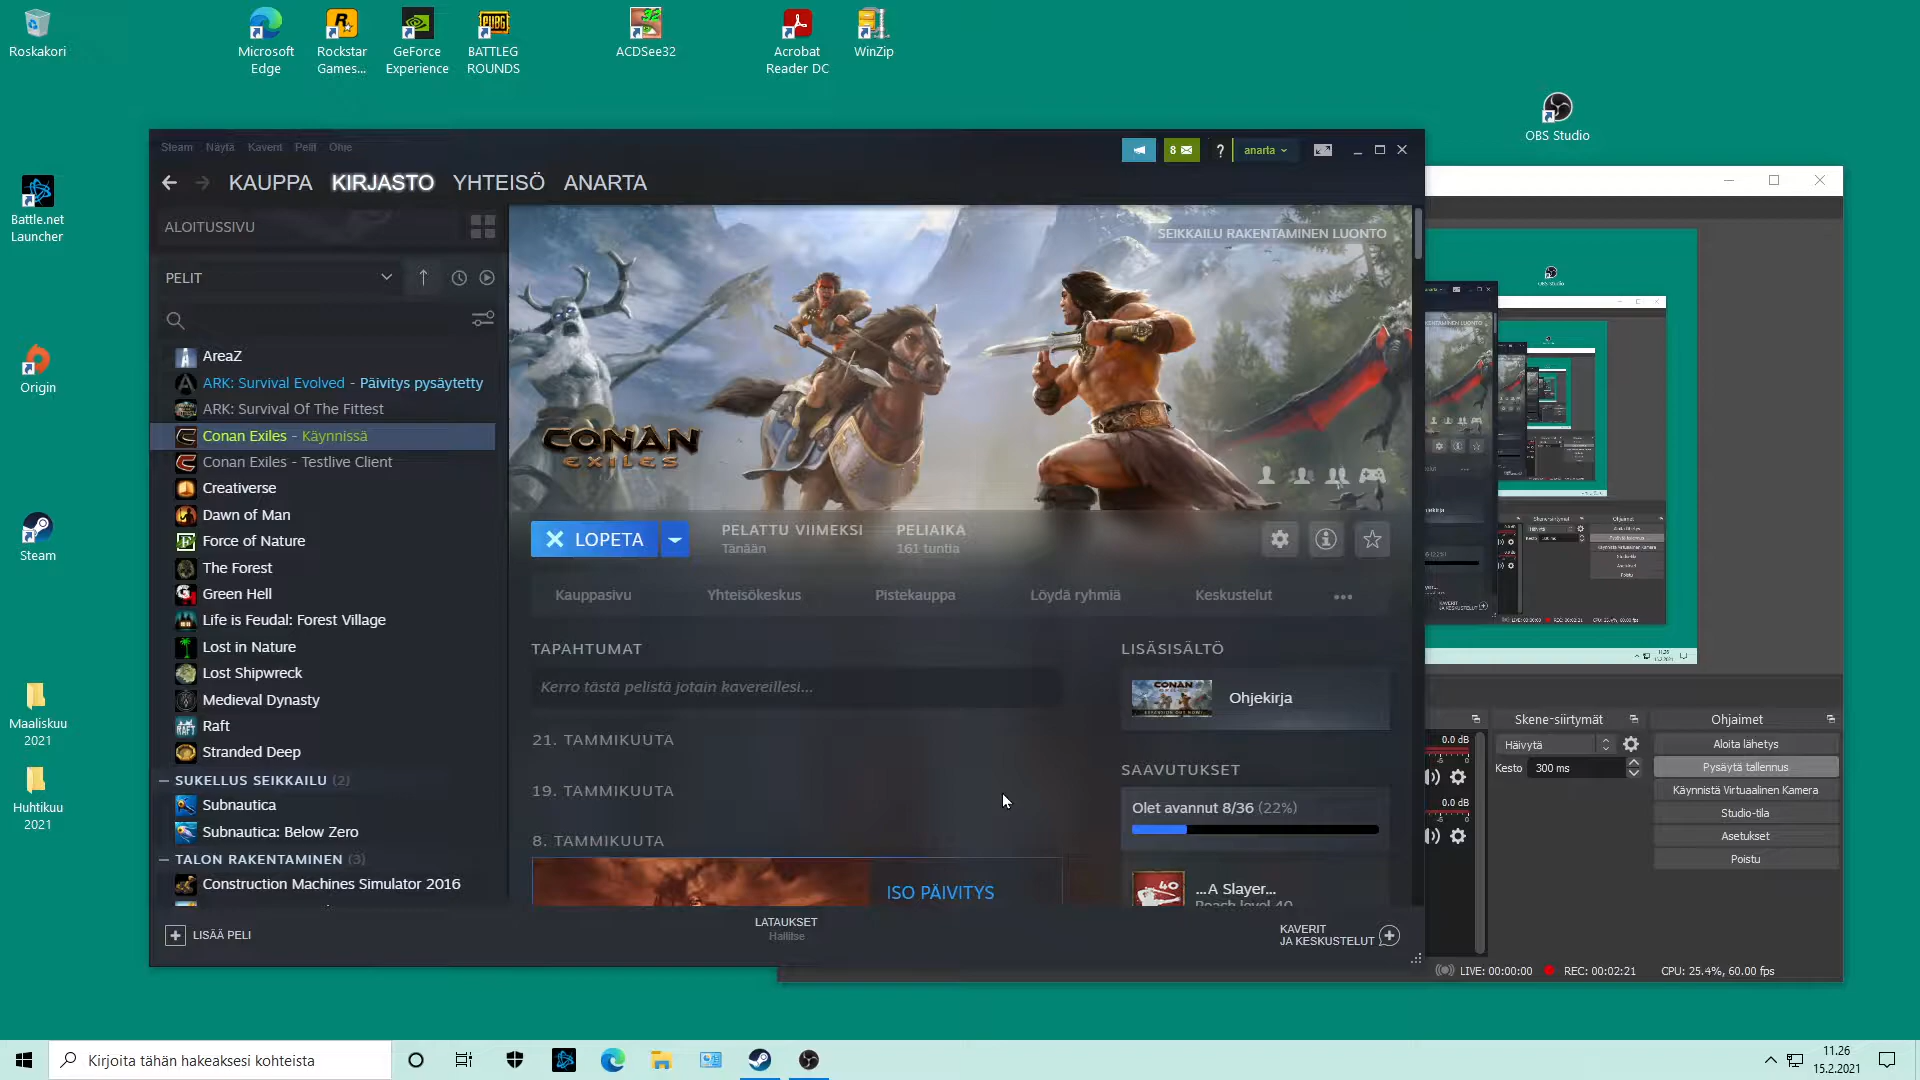 Roskakori
Microsoft
Edge
Rockstar
Games...
GeForce
Experience
BATTLEG
ROUNDS
ACDSee32
Acrobat
Reader DC
WinZip
OBS Studio
Battle.net
Launcher
Origin
Steam
Maaliskuu
2021
Huhtikuu
2021
Steam Näytä Kaverit Pelit Ohje
8
?
anarta
KAUPPA KIRJASTO YHTEISÖ ANARTA
ALOITUSSIVU
PELIT
AreaZ
ARK: Survival Evolved - Päivitys pysäytetty
ARK: Survival Of The Fittest
Conan Exiles - Käynnissä
Conan Exiles - Testlive Client
Creativerse
Dawn of Man
Force of Nature
The Forest
Green Hell
Life is Feudal: Forest Village
Lost in Nature
Lost Shipwreck
Medieval Dynasty
Raft
Stranded Deep
SUKELLUS SEIKKAILU (2)
Subnautica
Subnautica: Below Zero
TALON RAKENTAMINEN (3)
Construction Machines Simulator 2016
LISÄÄ PELI
SEIKKAILU RAKENTAMINEN LUONTO
CONAN
EXILES
LOPETA
PELATTU VIIMEKSI
Tänään
PELIAIKA
161 tuntia
Kauppasivu
Yhteisökeskus
Pistekauppa
Löydä ryhmiä
Keskustelut
TAPAHTUMAT
Kerro tästä pelistä jotain kavereillesi...
21. TAMMIKUUTA
19. TAMMIKUUTA
8. TAMMIKUUTA
ISO PÄIVITYS
LISÄSISÄLTÖ
Ohjekirja
SAAVUTUKSET
Olet avannut 8/36 (22%)
40
...A Slayer...
Reach level 40
LATAUKSET
Hallitse
KAVERIT
JA KESKUSTELUT
0.0 dB
0.0 dB
Skene-siirtymät
Häivytä
Kesto 300 ms
Ohjaimet
Aloita lähetys
Pysäytä tallennus
Käynnistä Virtuaalinen Kamera
Studio-tila
Asetukset
Poistu
LIVE: 00:00:00
REC: 00:02:21
CPU: 25.4%, 60.00 fps
Kirjoita tähän hakeaksesi kohteista
11.26
15.2.2021